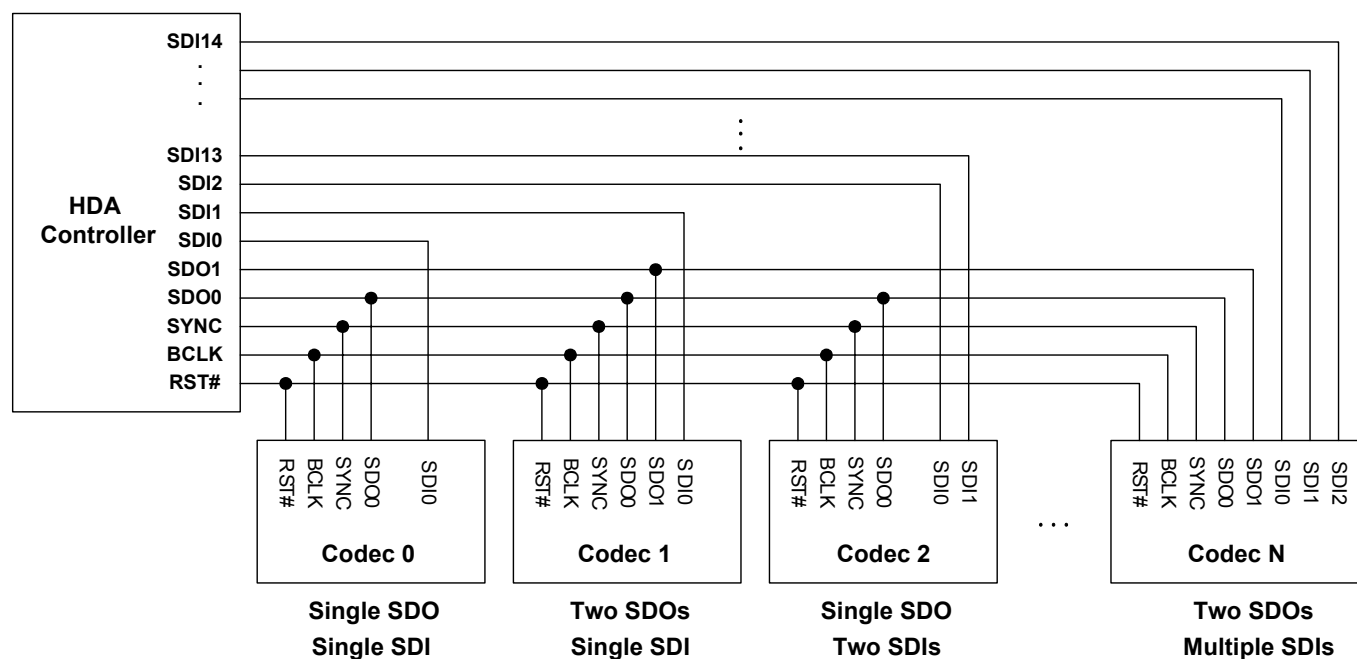 SDI14
.
.
.
SDI13
SDI2
SDI1
SDI0
SDO1
SDO0
SYNC
BCLK
RST#
HDA
Controller
RST#
BCLK
SYNC
SDO0
SDI0
Codec 0
Single SDO
Single SDI
RST#
BCLK
SYNC
SDO0
SDO1
SDI0
Codec 1
Two SDOs
Single SDI
RST#
BCLK
SYNC
SDO0
SDI0
SDI1
Codec 2
Single SDO
Two SDIs
. . .
RST#
BCLK
SYNC
SDO0
SDO1
SDI0
SDI1
SDI2
Codec N
Two SDOs
Multiple SDIs